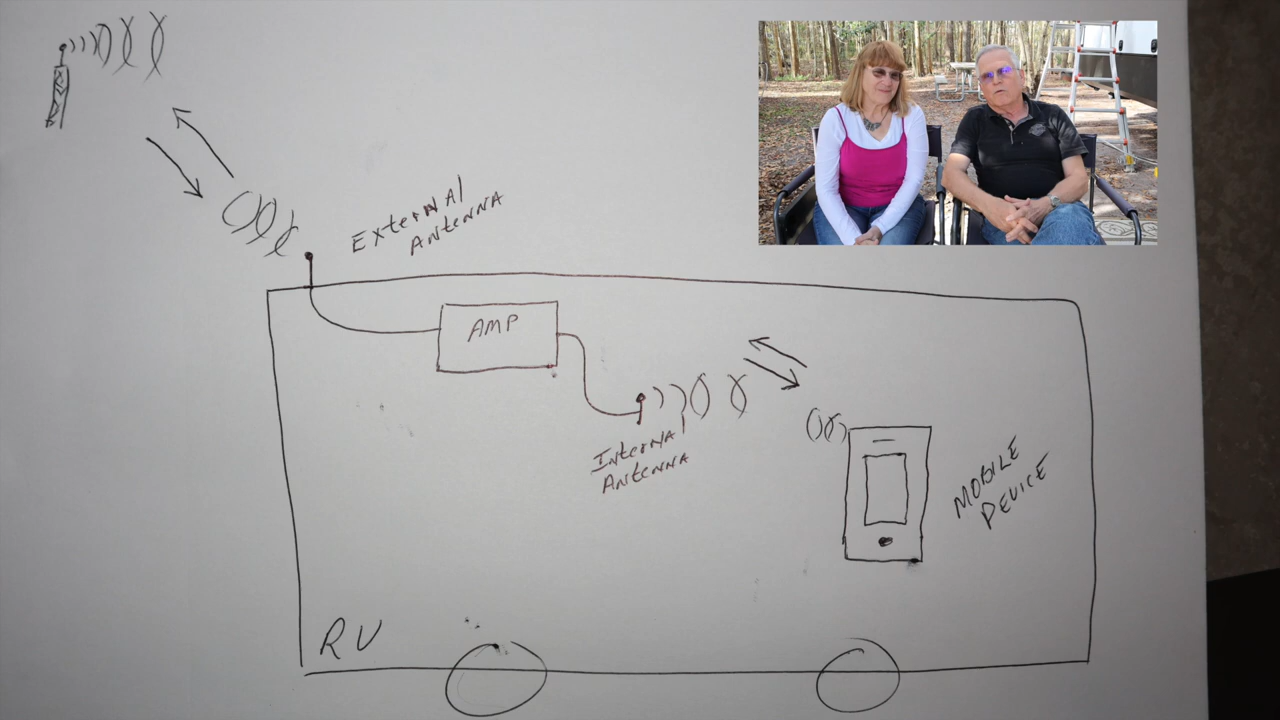 ExternAl
AntennA
AMP
InternAl
AntennA
MOBILE
DEVICE
RV